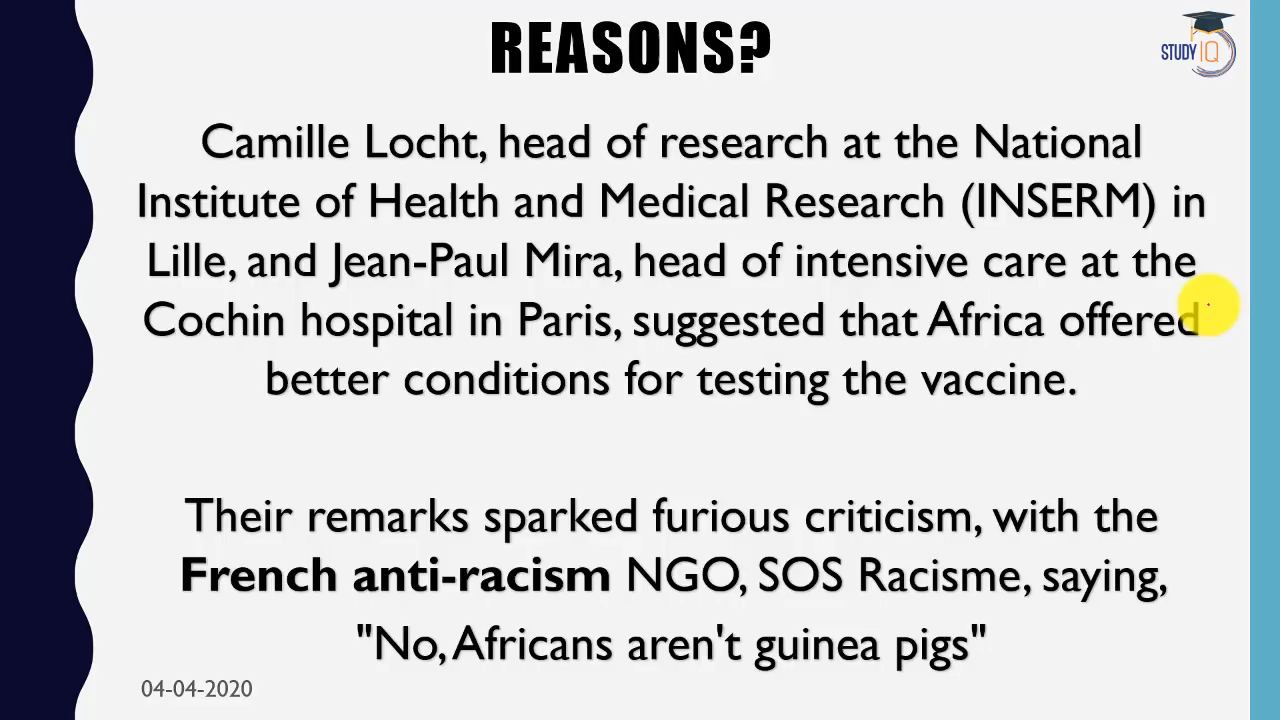 REASONS?
STUDY IQ
Camille Locht, head of research at the National
Institute of Health and Medical Research (INSERM) in
Lille, and Jean-Paul Mira, head of intensive care at the
Cochin hospital in Paris, suggested that Africa offered
better conditions for testing the vaccine.
Their remarks sparked furious criticism, with the
French anti-racism NGO, SOS Racisme, saying,
"No, Africans aren't guinea pigs"
04-04-2020